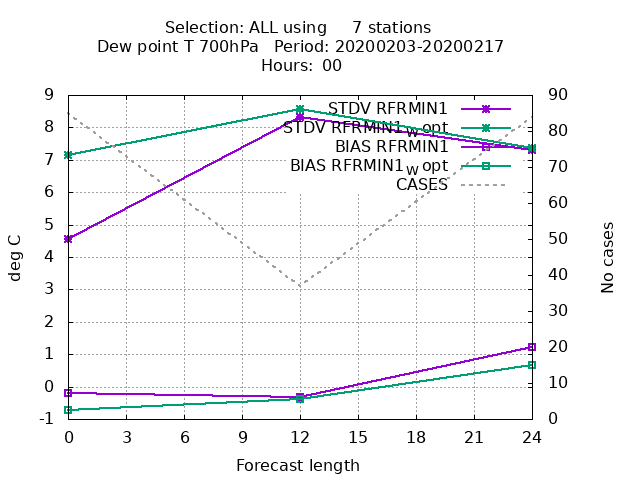 Selection: ALL using 7 stations
Dew point T 700hPa Period: 20200203-20200217
Hours: 00
STDV RFRMIN1
STDV RFRMIN1w opt
BIAS RFRMIN1
BIAS RFRMIN1w opt
CASES
deg C
No cases
9
8
7
6
5
4
3
2
1
0
-1
90
80
70
60
50
40
30
20
10
0
0 3 6 9 12 15 18 21 24
Forecast length